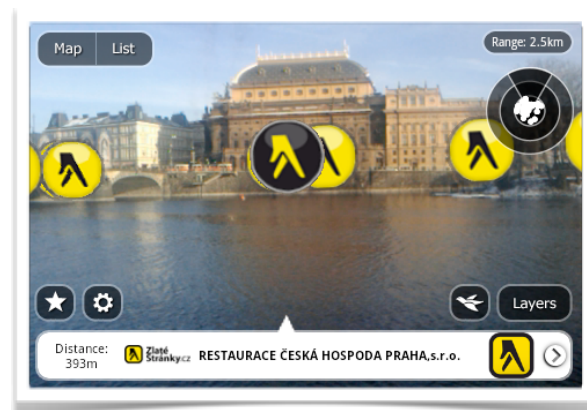 Map List
Range: 2.5km
Layers
Distance:
393m
Zlaté
Stránky.cz
RESTAURACE ČESKÁ HOSPODA PRAHA,s.r.o.